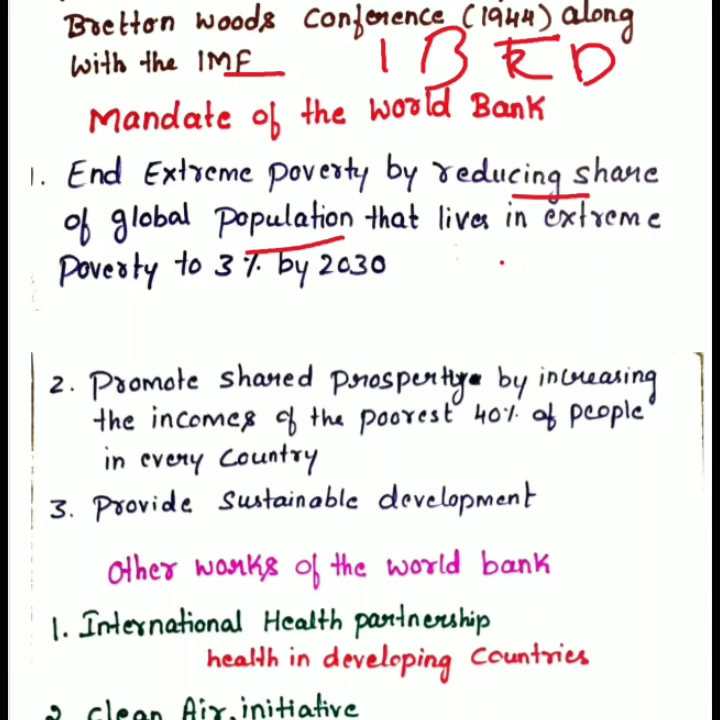 Bretton woods Conference (1944) along
with the IMF IBRD
Mandate of the world Bank
1. End Extreme poverty by reducing share
of global population that lives in extreme
Poverty to 3% by 2030
2. Promote shared prosperity by increasing
the incomes of the poorest 40% of people
in every country
3. Provide sustainable development
Other works of the world bank
1. International Health partnership
health in developing countries
2. Clean Air initiative